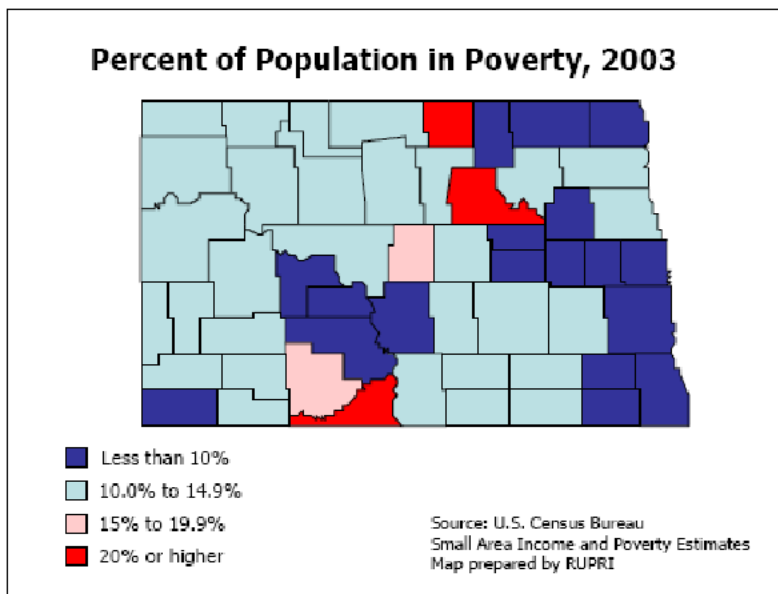 Percent of Population in Poverty, 2003
Less than 10%
10.0% to 14.9%
15% to 19.9%
20% or higher
Source: U.S. Census Bureau
Small Area Income and Poverty Estimates
Map prepared by RUPRI